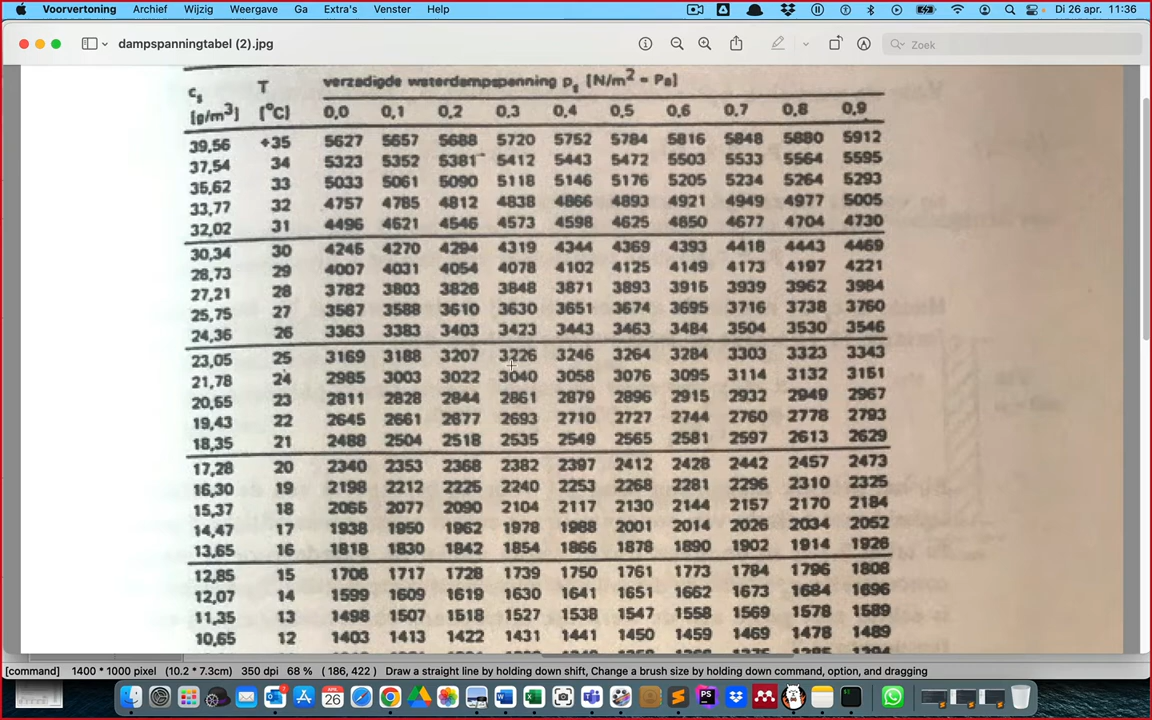 Voorvertoning Archief Wijzig Weergave Ga Extra's Venster Help Di 26 apr. 11:36
dampspanningtabel (2).jpg Zoek
c_s T verzadigde waterdampspanning p_s [N/m² = Pa]
[g/m³] [°C] 0,0 0,1 0,2 0,3 0,4 0,5 0,6 0,7 0,8 0,9
39,56 +35 5627 5657 5688 5720 5752 5784 5816 5848 5880 5912
37,54 34 5323 5352 5381 5412 5443 5472 5503 5533 5564 5595
35,62 33 5033 5061 5090 5118 5146 5176 5205 5234 5264 5293
33,77 32 4757 4785 4812 4838 4866 4893 4921 4949 4977 5005
32,02 31 4496 4521 4546 4573 4598 4625 4650 4677 4704 4730
30,34 30 4245 4270 4294 4319 4344 4369 4393 4418 4443 4469
28,73 29 4007 4031 4054 4078 4102 4125 4149 4173 4197 4221
27,21 28 3782 3803 3826 3848 3871 3893 3915 3939 3962 3984
25,75 27 3567 3588 3610 3630 3651 3674 3695 3716 3738 3760
24,36 26 3363 3383 3403 3423 3443 3463 3484 3504 3530 3546
23,05 25 3169 3188 3207 3226 3246 3264 3284 3303 3323 3343
21,78 24 2985 3003 3022 3040 3058 3076 3095 3114 3132 3151
20,55 23 2811 2828 2844 2861 2879 2896 2915 2932 2949 2967
19,43 22 2645 2661 2677 2693 2710 2727 2744 2760 2778 2793
18,35 21 2488 2504 2518 2535 2549 2565 2581 2597 2613 2629
17,28 20 2340 2353 2368 2382 2397 2412 2428 2442 2457 2473
16,30 19 2198 2212 2225 2240 2253 2268 2281 2296 2310 2325
15,37 18 2065 2077 2090 2104 2117 2130 2144 2157 2170 2184
14,47 17 1938 1950 1962 1978 1988 2001 2014 2026 2034 2052
13,65 16 1818 1830 1842 1854 1866 1878 1890 1902 1914 1926
12,85 15 1706 1717 1728 1739 1750 1761 1773 1784 1796 1808
12,07 14 1599 1609 1619 1630 1641 1651 1662 1673 1684 1696
11,35 13 1498 1507 1518 1527 1538 1547 1558 1569 1578 1589
10,65 12 1403 1413 1422 1431 1441 1450 1459 1469 1478 1489
[command] 1400 * 1000 pixel (10.2 * 7.3cm) 350 dpi 68 % ( 186, 422 ) Draw a straight line by holding down shift, Change a brush size by holding down command, option, and dragging